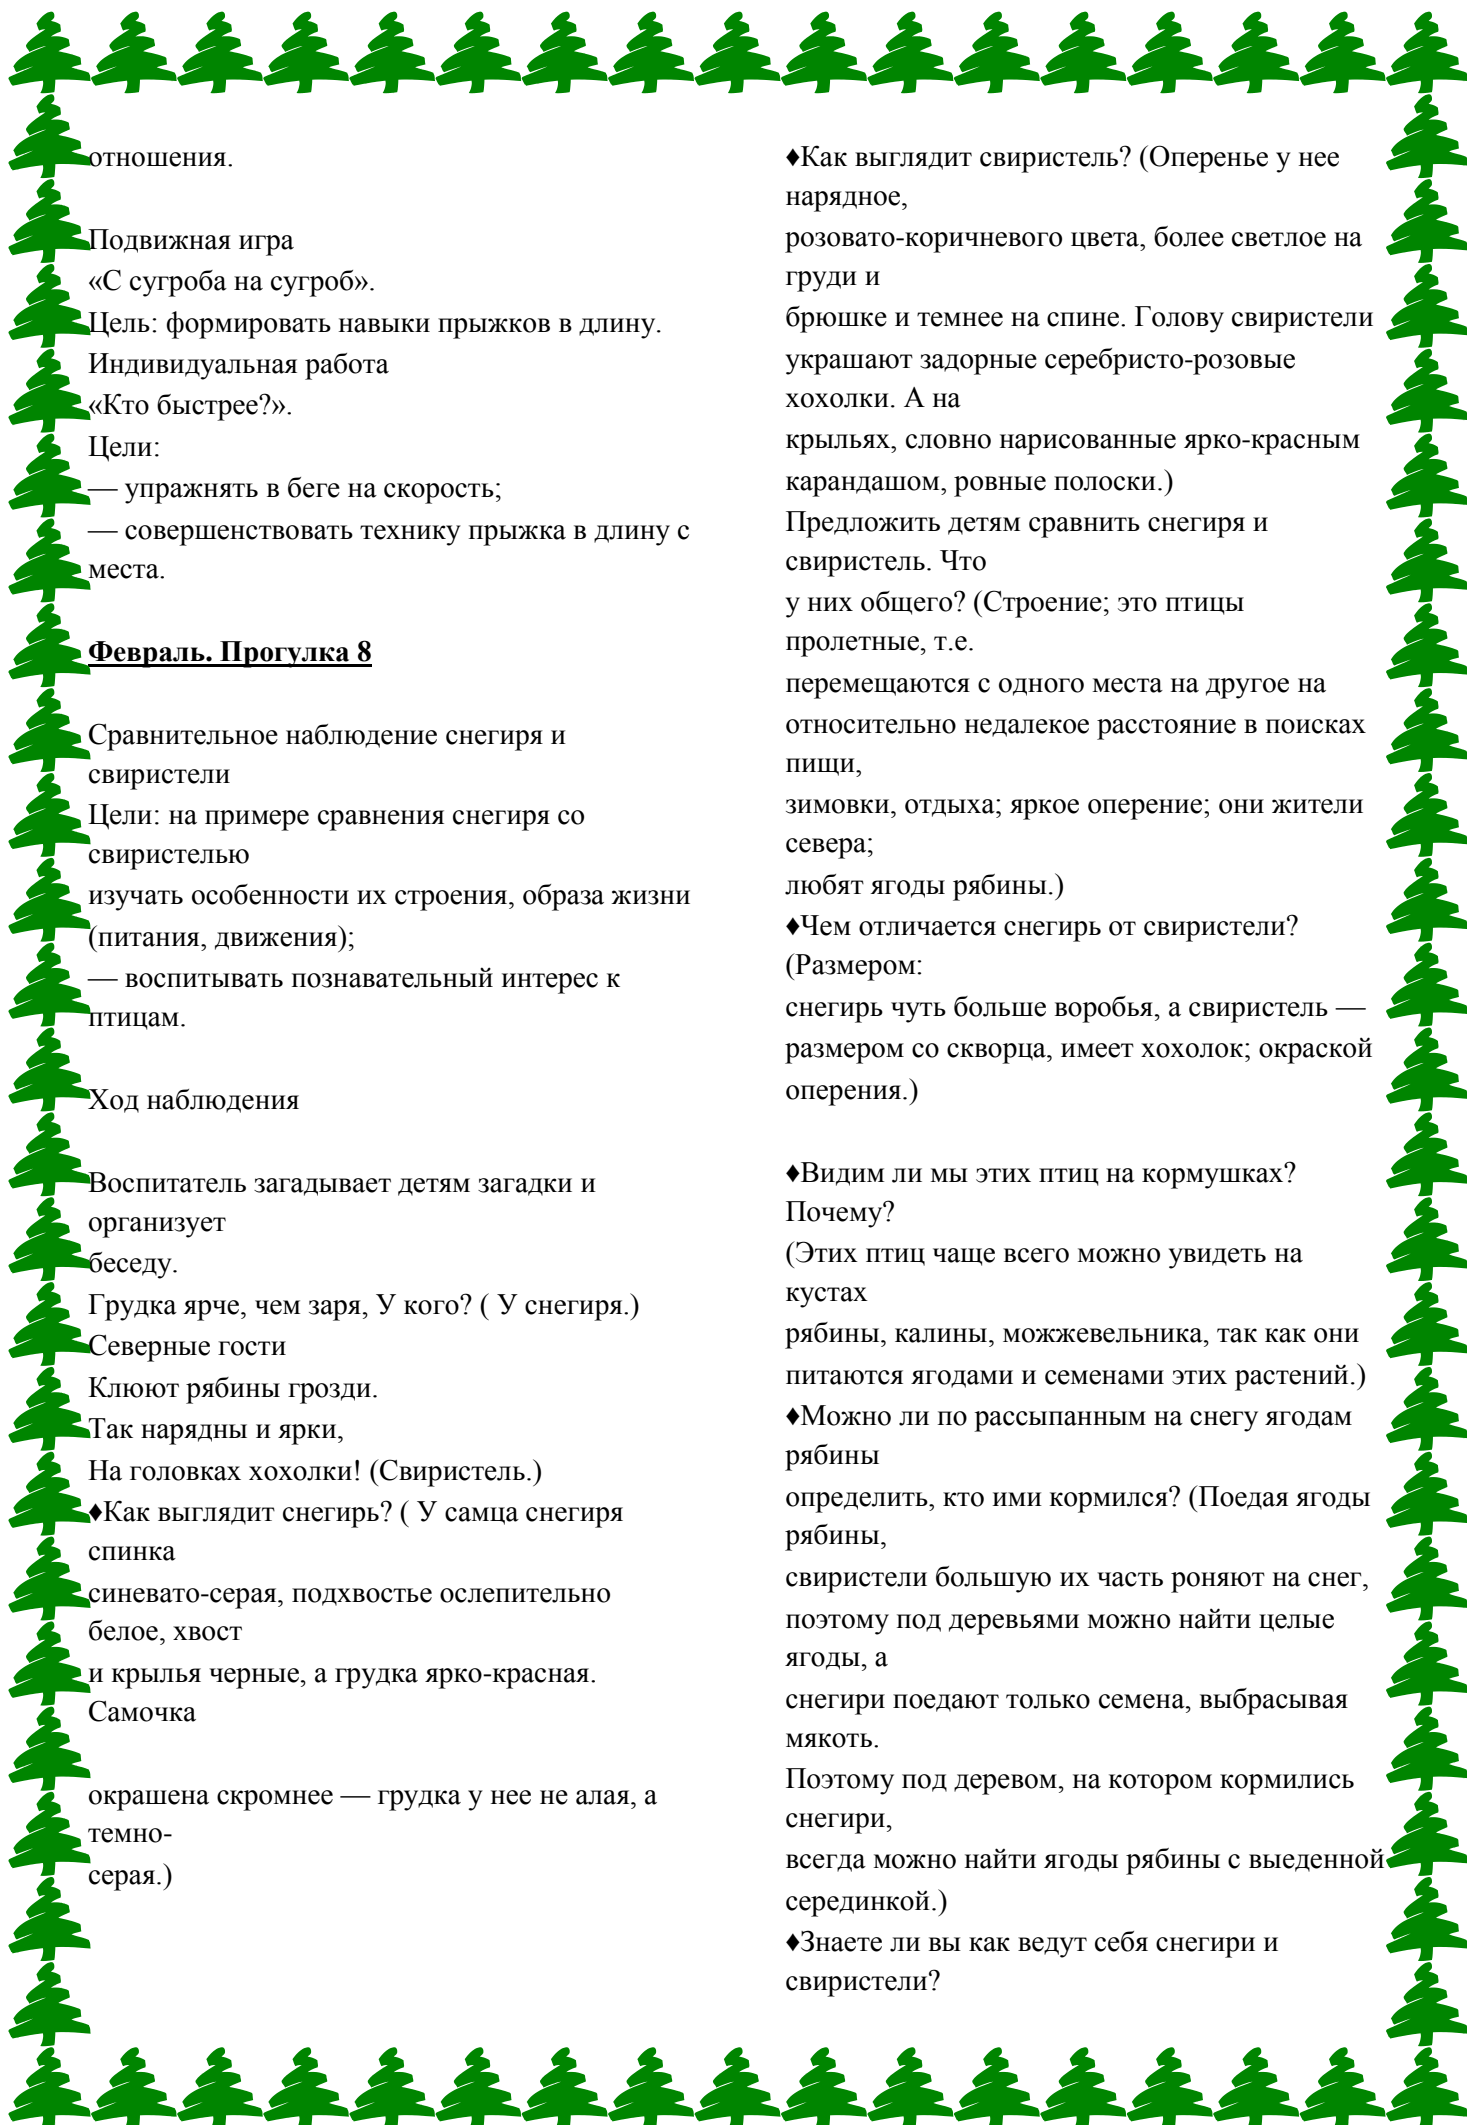 отношения.
Подвижная игра
«С сугроба на сугроб».
Цель: формировать навыки прыжков в длину.
Индивидуальная работа
«Кто быстрее?».
Цели:
— упражнять в беге на скорость;
— совершенствовать технику прыжка в длину с
места.
Февраль. Прогулка 8
Сравнительное наблюдение снегиря и
свиристели
Цели: на примере сравнения снегиря со
свиристелью
изучать особенности их строения, образа жизни
(питания, движения);
— воспитывать познавательный интерес к
птицам.
Ход наблюдения
Воспитатель загадывает детям загадки и
организует
беседу.
Грудка ярче, чем заря, У кого? ( У снегиря.)
Северные гости
Клюют рябины грозди.
Так нарядны и ярки,
На головках хохолки! (Свиристель.)
♦Как выглядит снегирь? ( У самца снегиря
спинка
синевато-серая, подхвостье ослепительно
белое, хвост
и крылья черные, а грудка ярко-красная.
Самочка
окрашена скромнее — грудка у нее не алая, а
темно-
серая.)
♦Как выглядит свиристель? (Оперенье у нее
нарядное,
розовато-коричневого цвета, более светлое на
груди и
брюшке и темнее на спине. Голову свиристели
украшают задорные серебристо-розовые
хохолки. А на
крыльях, словно нарисованные ярко-красным
карандашом, ровные полоски.)
Предложить детям сравнить снегиря и
свиристель. Что
у них общего? (Строение; это птицы
пролетные, т.е.
перемещаются с одного места на другое на
относительно недалекое расстояние в поисках
пищи,
зимовки, отдыха; яркое оперение; они жители
севера;
любят ягоды рябины.)
♦Чем отличается снегирь от свиристели?
(Размером:
снегирь чуть больше воробья, а свиристель —
размером со скворца, имеет хохолок; окраской
оперения.)
♦Видим ли мы этих птиц на кормушках?
Почему?
(Этих птиц чаще всего можно увидеть на
кустах
рябины, калины, можжевельника, так как они
питаются ягодами и семенами этих растений.)
♦Можно ли по рассыпанным на снегу ягодам
рябины
определить, кто ими кормился? (Поедая ягоды
рябины,
свиристели большую их часть роняют на снег,
поэтому под деревьями можно найти целые
ягоды, а
снегири поедают только семена, выбрасывая
мякоть.
Поэтому под деревом, на котором кормились
снегири,
всегда можно найти ягоды рябины с выеденной
серединкой.)
♦Знаете ли вы как ведут себя снегири и
свиристели?